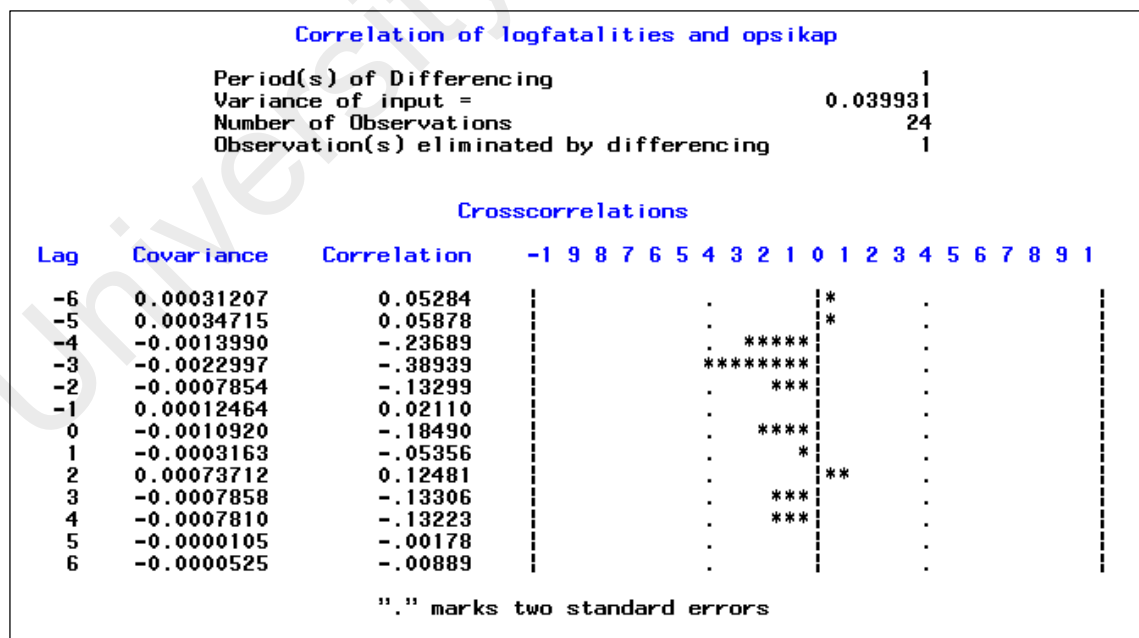 University
Correlation of logfatalities and opsikap
Period(s) of Differencing 1
Variance of input = 0.039931
Number of Observations 24
Observation(s) eliminated by differencing 1
Crosscorrelations
Lag Covariance Correlation -1 9 8 7 6 5 4 3 2 1 0 1 2 3 4 5 6 7 8 9 1
-6 0.00031207 0.05284 | . |* . |
-5 0.00034715 0.05878 | . |* . |
-4 -0.0013990 -.23689 | . *****| . |
-3 -0.0022997 -.38939 | ********| . |
-2 -0.0007854 -.13299 | . ***| . |
-1 0.00012464 0.02110 | . | . |
0 -0.0010920 -.18490 | . ****| . |
1 -0.0003163 -.05356 | . *| . |
2 0.00073712 0.12481 | . |** . |
3 -0.0007858 -.13306 | . ***| . |
4 -0.0007810 -.13223 | . ***| . |
5 -0.0000105 -.00178 | . | . |
6 -0.0000525 -.00889 | . | . |
"." marks two standard errors